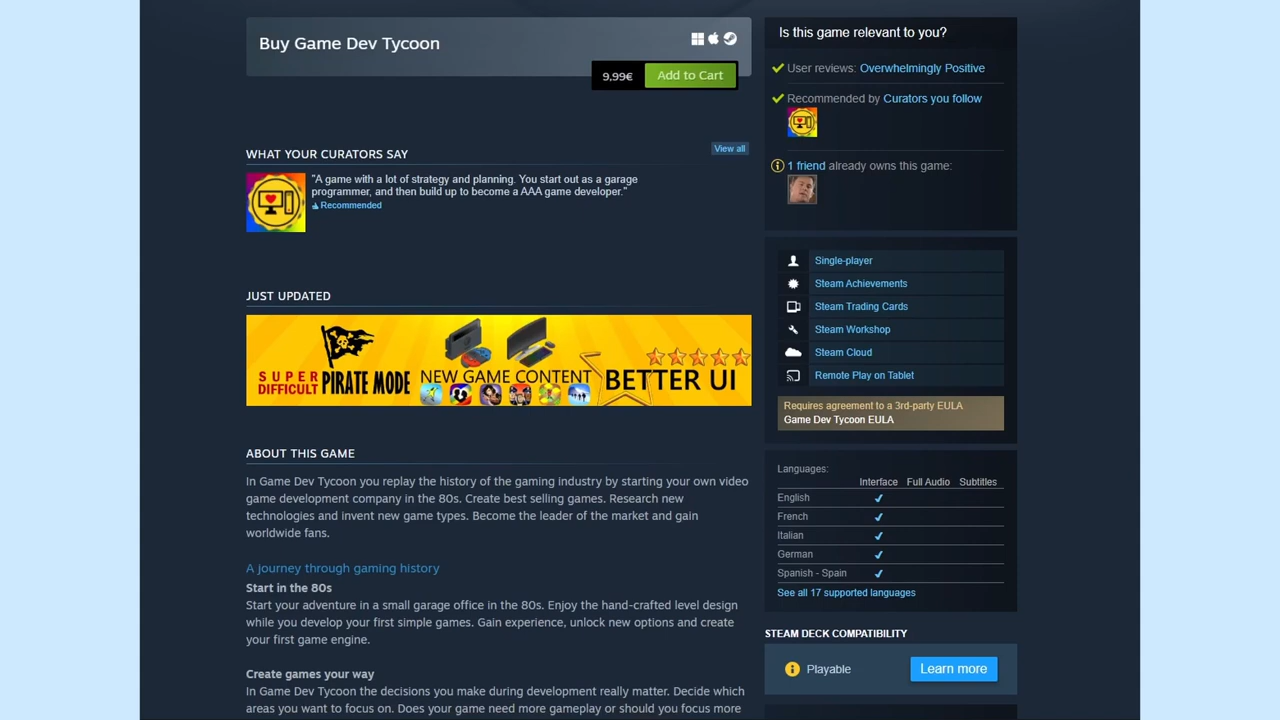 Buy Game Dev Tycoon
9,99€
Add to Cart
WHAT YOUR CURATORS SAY
View all
"A game with a lot of strategy and planning. You start out as a garage
programmer, and then build up to become a AAA game developer."
Recommended
JUST UPDATED
SUPER
DIFFICULT PIRATE MODE
NEW GAME CONTENT
BETTER UI
ABOUT THIS GAME
In Game Dev Tycoon you replay the history of the gaming industry by starting your own video
game development company in the 80s. Create best selling games. Research new
technologies and invent new game types. Become the leader of the market and gain
worldwide fans.
A journey through gaming history
Start in the 80s
Start your adventure in a small garage office in the 80s. Enjoy the hand-crafted level design
while you develop your first simple games. Gain experience, unlock new options and create
your first game engine.
Create games your way
In Game Dev Tycoon the decisions you make during development really matter. Decide which
areas you want to focus on. Does your game need more gameplay or should you focus more
Is this game relevant to you?
User reviews: Overwhelmingly Positive
Recommended by Curators you follow
1 friend already owns this game:
Single-player
Steam Achievements
Steam Trading Cards
Steam Workshop
Steam Cloud
Remote Play on Tablet
Requires agreement to a 3rd-party EULA
Game Dev Tycoon EULA
Languages:
Interface Full Audio Subtitles
English
French
Italian
German
Spanish - Spain
See all 17 supported languages
STEAM DECK COMPATIBILITY
Playable
Learn more